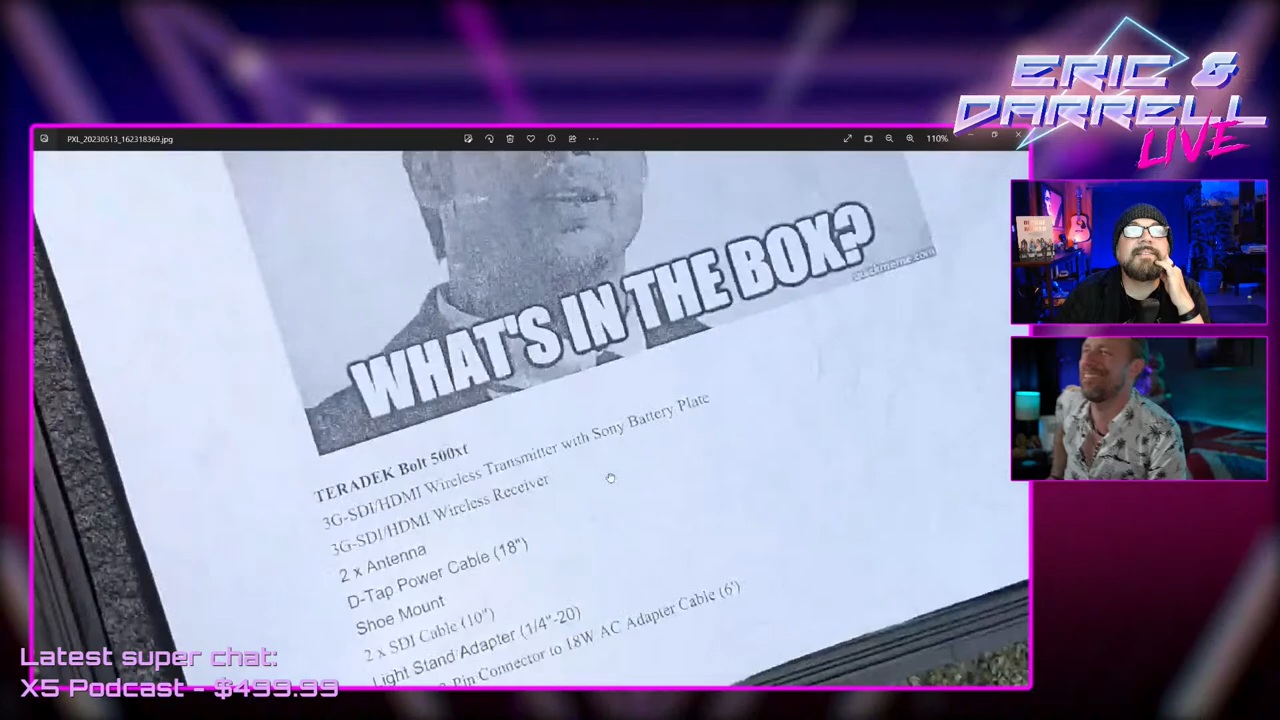 ERIC &
DARRELL
LIVE
PXL_20230513_162318369.jpg
110%
WHAT'S IN THE BOX?
quickmeme.com
TERADEK Bolt 500xt
3G-SDI/HDMI Wireless Transmitter with Sony Battery Plate
3G-SDI/HDMI Wireless Receiver
2 x Antenna
D-Tap Power Cable (18")
Shoe Mount
2 x SDI Cable (10")
Light Stand Adapter (1/4"-20)
Pin Connector to 18W AC Adapter Cable (6')
Latest super chat:
X5 Podcast - $499.99